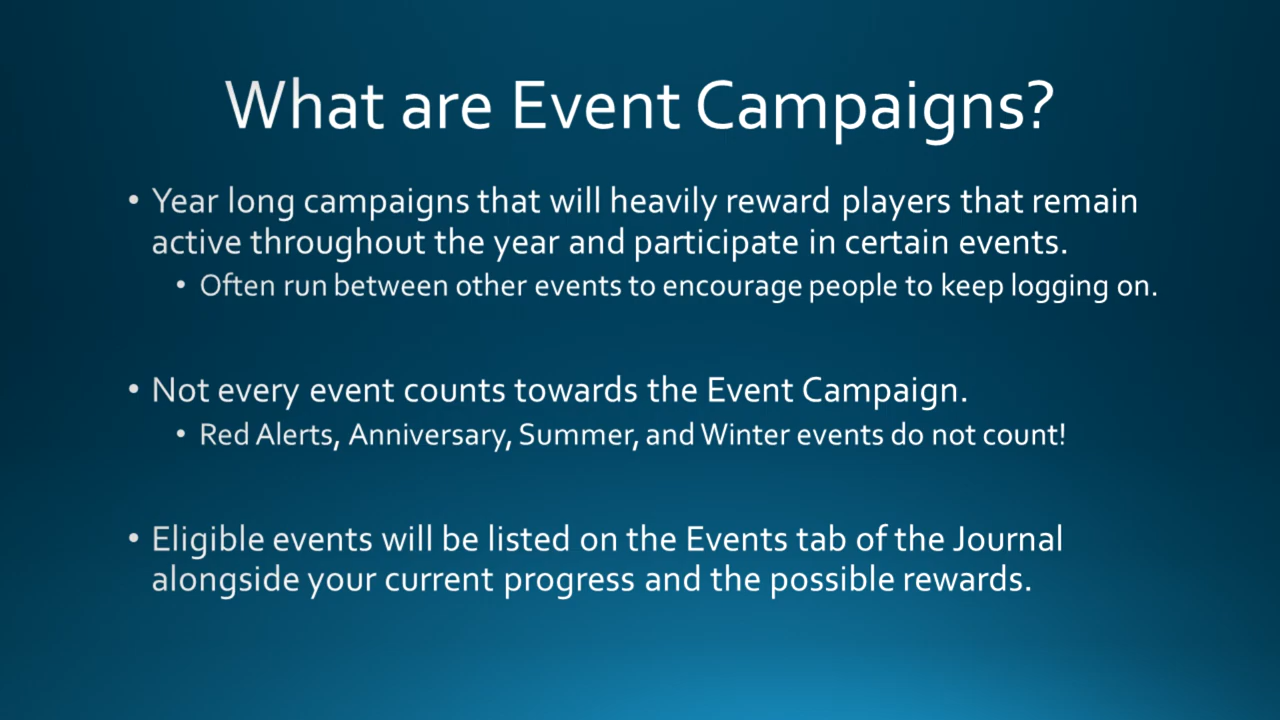 What are Event Campaigns?
• Year long campaigns that will heavily reward players that remain
active throughout the year and participate in certain events.
• Often run between other events to encourage people to keep logging on.
• Not every event counts towards the Event Campaign.
• Red Alerts, Anniversary, Summer, and Winter events do not count!
• Eligible events will be listed on the Events tab of the Journal
alongside your current progress and the possible rewards.